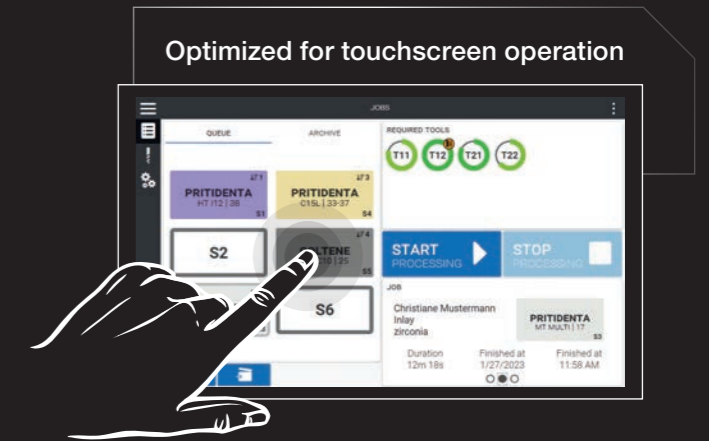 Optimized for touchscreen operation
JOBS
QUEUE
ARCHIVE
PRITIDENTA
HT /12 | 38
S1
PRITIDENTA
C15L | 33-37
S4
S2
S5
S6
REQUIRED TOOLS
T11
T12
T21
T22
START
PROCESSING
STOP
PROCESSING
JOB
Christiane Mustermann
Inlay
zirconia
PRITIDENTA
MT MULTI | 17
S3
Duration
12m 18s
Finished at
1/27/2023
Finished at
11:58 AM